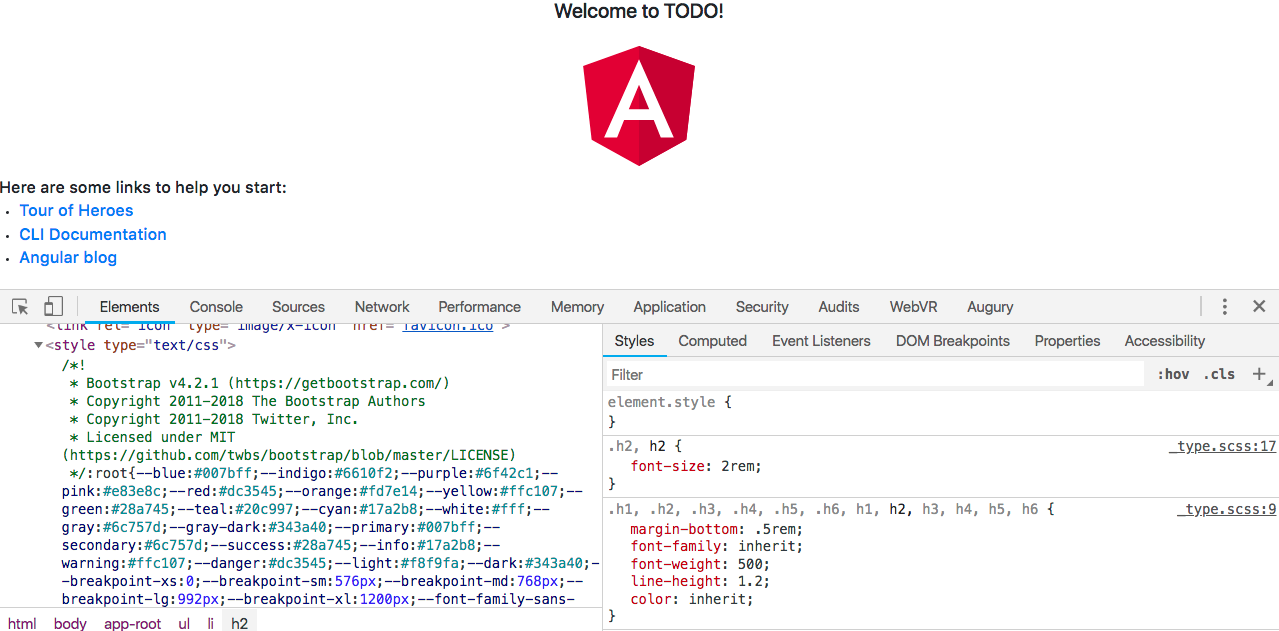 Welcome to TODO!
A
Here are some links to help you start:
• Tour of Heroes
• CLI Documentation
• Angular blog
Elements Console Sources Network Performance Memory Application Security Audits WebVR Augury
<link rel="icon" type="image/x-icon" href="favicon.ico">
▼<style type="text/css">
/*!
* Bootstrap v4.2.1 (https://getbootstrap.com/)
* Copyright 2011-2018 The Bootstrap Authors
* Copyright 2011-2018 Twitter, Inc.
* Licensed under MIT
(https://github.com/twbs/bootstrap/blob/master/LICENSE)
*/:root{--blue:#007bff;--indigo:#6610f2;--purple:#6f42c1;--
pink:#e83e8c;--red:#dc3545;--orange:#fd7e14;--yellow:#ffc107;--
green:#28a745;--teal:#20c997;--cyan:#17a2b8;--white:#fff;--
gray:#6c757d;--gray-dark:#343a40;--primary:#007bff;--
secondary:#6c757d;--success:#28a745;--info:#17a2b8;--
warning:#ffc107;--danger:#dc3545;--light:#f8f9fa;--dark:#343a40;-
-breakpoint-xs:0;--breakpoint-sm:576px;--breakpoint-md:768px;--
breakpoint-lg:992px;--breakpoint-xl:1200px;--font-family-sans-
html body app-root ul li h2
Styles Computed Event Listeners DOM Breakpoints Properties Accessibility
Filter :hov .cls +
element.style {
}
.h2, h2 { _type.scss:17
font-size: 2rem;
}
.h1, .h2, .h3, .h4, .h5, .h6, h1, h2, h3, h4, h5, h6 { _type.scss:9
margin-bottom: .5rem;
font-family: inherit;
font-weight: 500;
line-height: 1.2;
color: inherit;
}